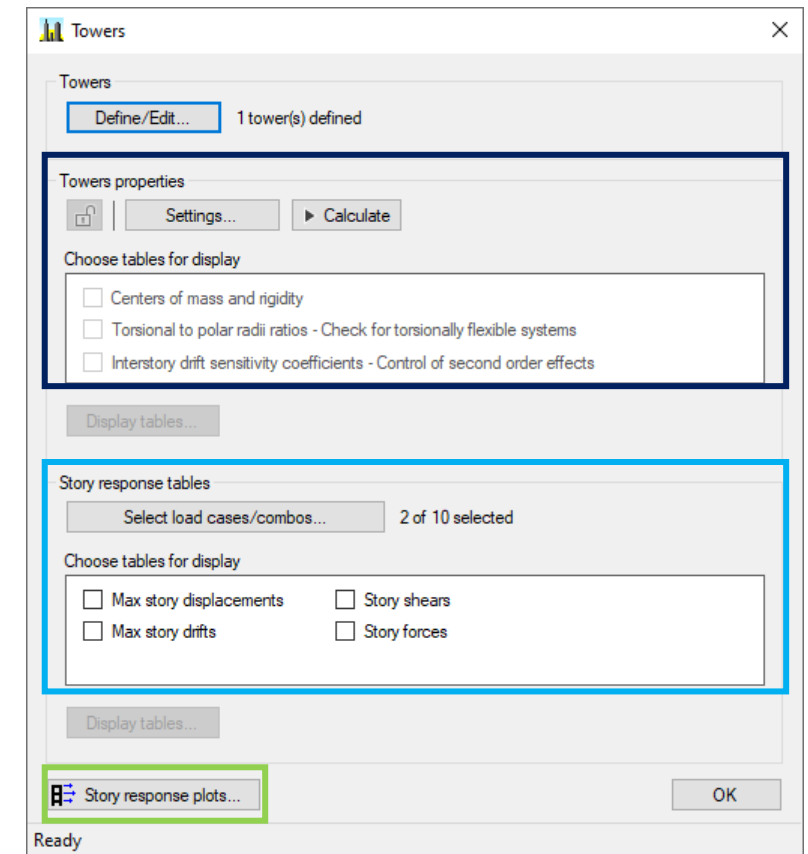 Towers
Towers
Define/Edit... 1 tower(s) defined
Towers properties
Settings... Calculate
Choose tables for display
Centers of mass and rigidity
Torsional to polar radii ratios - Check for torsionally flexible systems
Interstory drift sensitivity coefficients - Control of second order effects
Display tables...
Story response tables
Select load cases/combos... 2 of 10 selected
Choose tables for display
Max story displacements Story shears
Max story drifts Story forces
Display tables...
Story response plots... OK
Ready